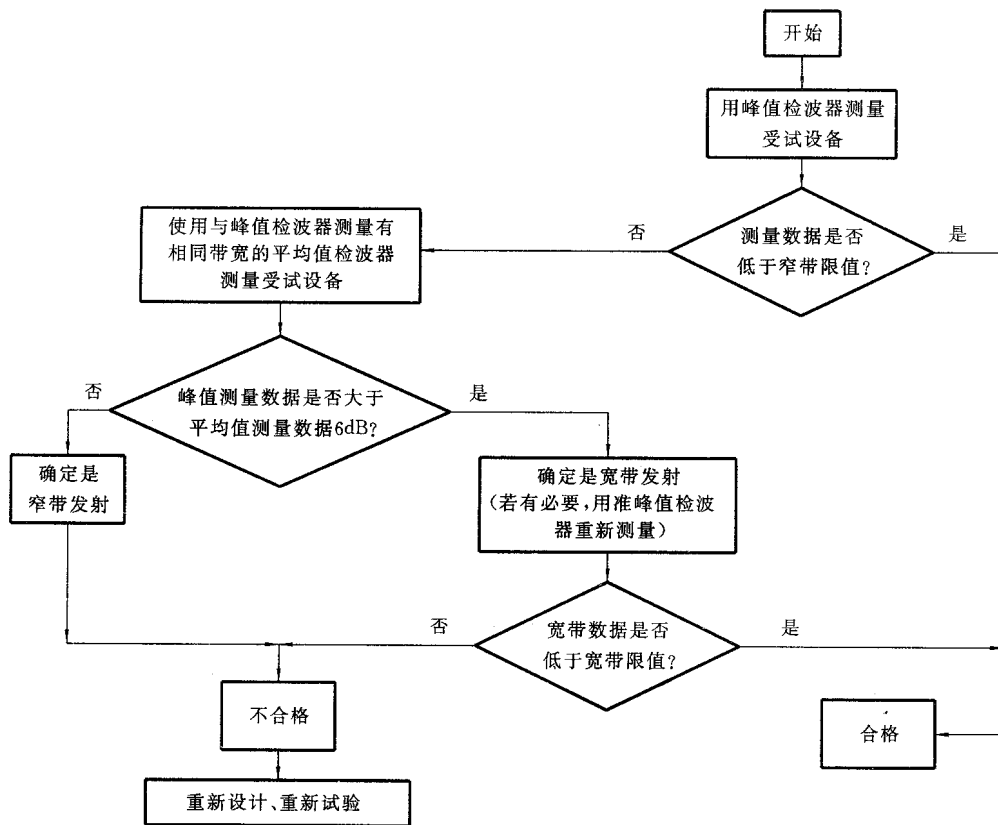 开始
用峰值检波器测量
受试设备
测量数据是否
低于窄带限值?
否
是
使用与峰值检波器测量有
相同带宽的平均值检波器
测量受试设备
峰值测量数据是否大于
平均值测量数据6dB?
否
是
确定是
窄带发射
确定是宽带发射
(若有必要,用准峰值检波
器重新测量)
宽带数据是否
低于宽带限值?
否
是
不合格
合格
重新设计、重新试验